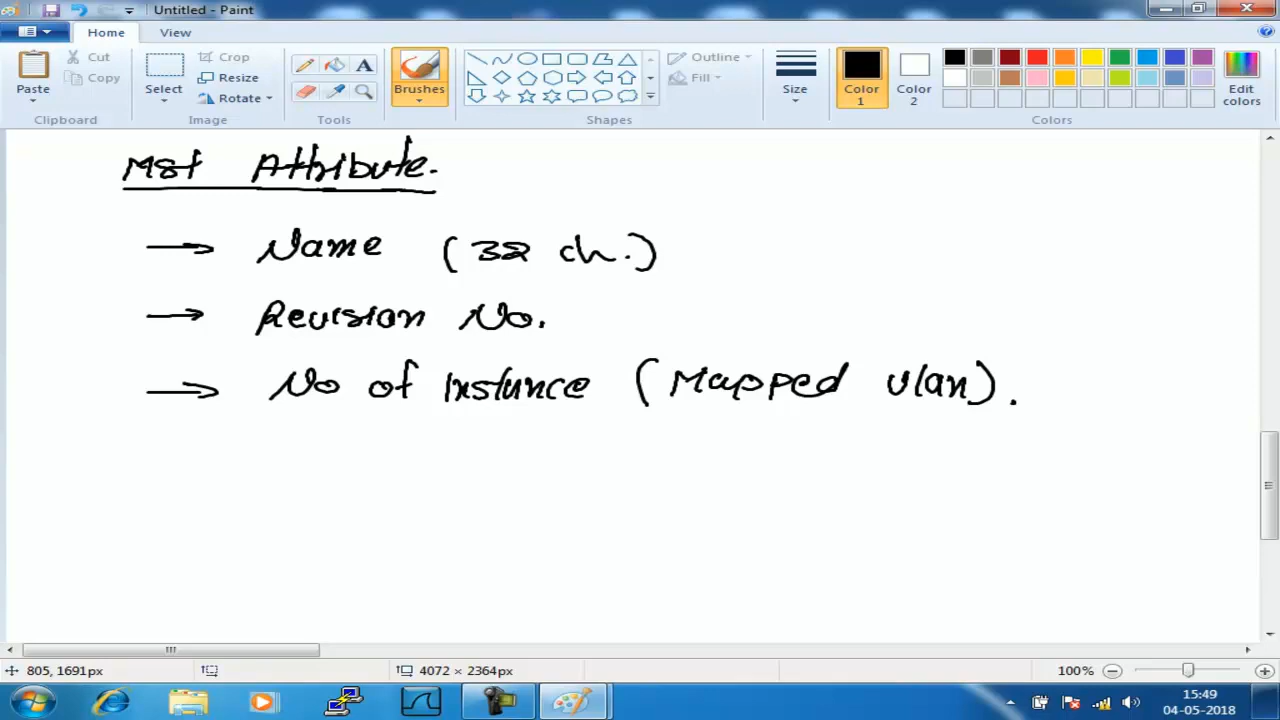 Untitled - Paint
Home View
Paste
Cut
Copy
Clipboard
Select
Crop
Resize
Rotate
Image
Tools
Brushes
Shapes
Outline
Fill
Size
Color 1
Color 2
Edit colors
Colors
Mst Attribute.
→ Name (32 ch.)
→ Revision No.
→ No of instance (Mapped vlan).
805, 1691px
4072 × 2364px
100%
15:49
04-05-2018